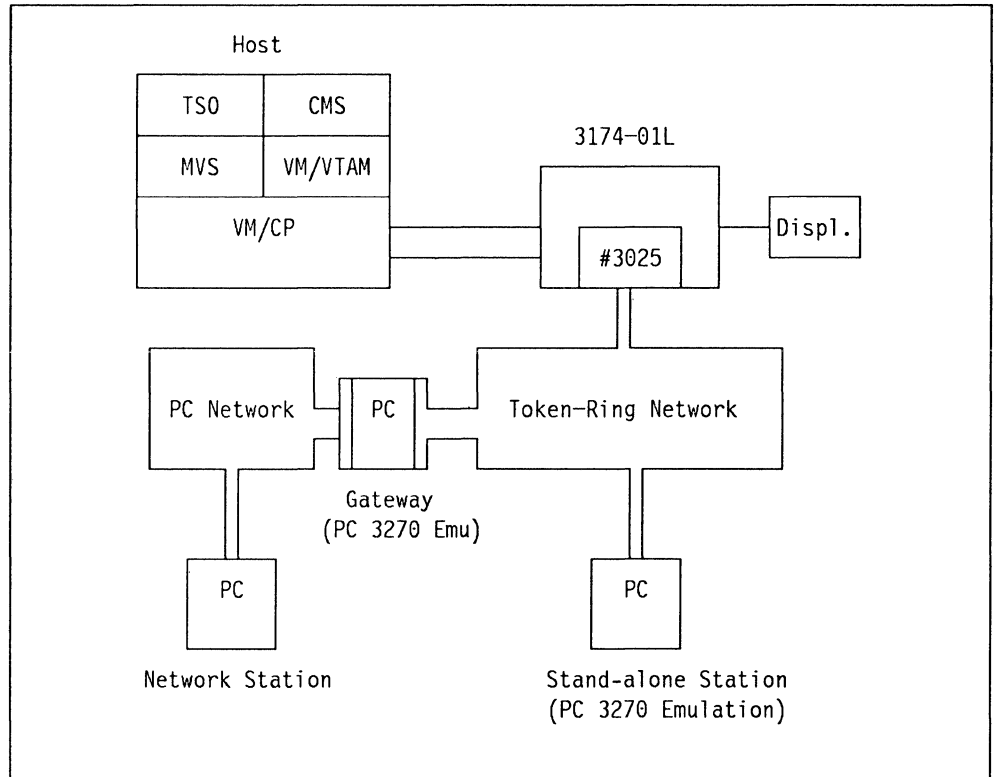 Host
TSO CMS
3174-01L
MVS VM/VTAM
VM/CP
Displ.
#3025
PC Network
PC
Token-Ring Network
Gateway
(PC 3270 Emu)
PC
PC
Network Station
Stand-alone Station
(PC 3270 Emulation)